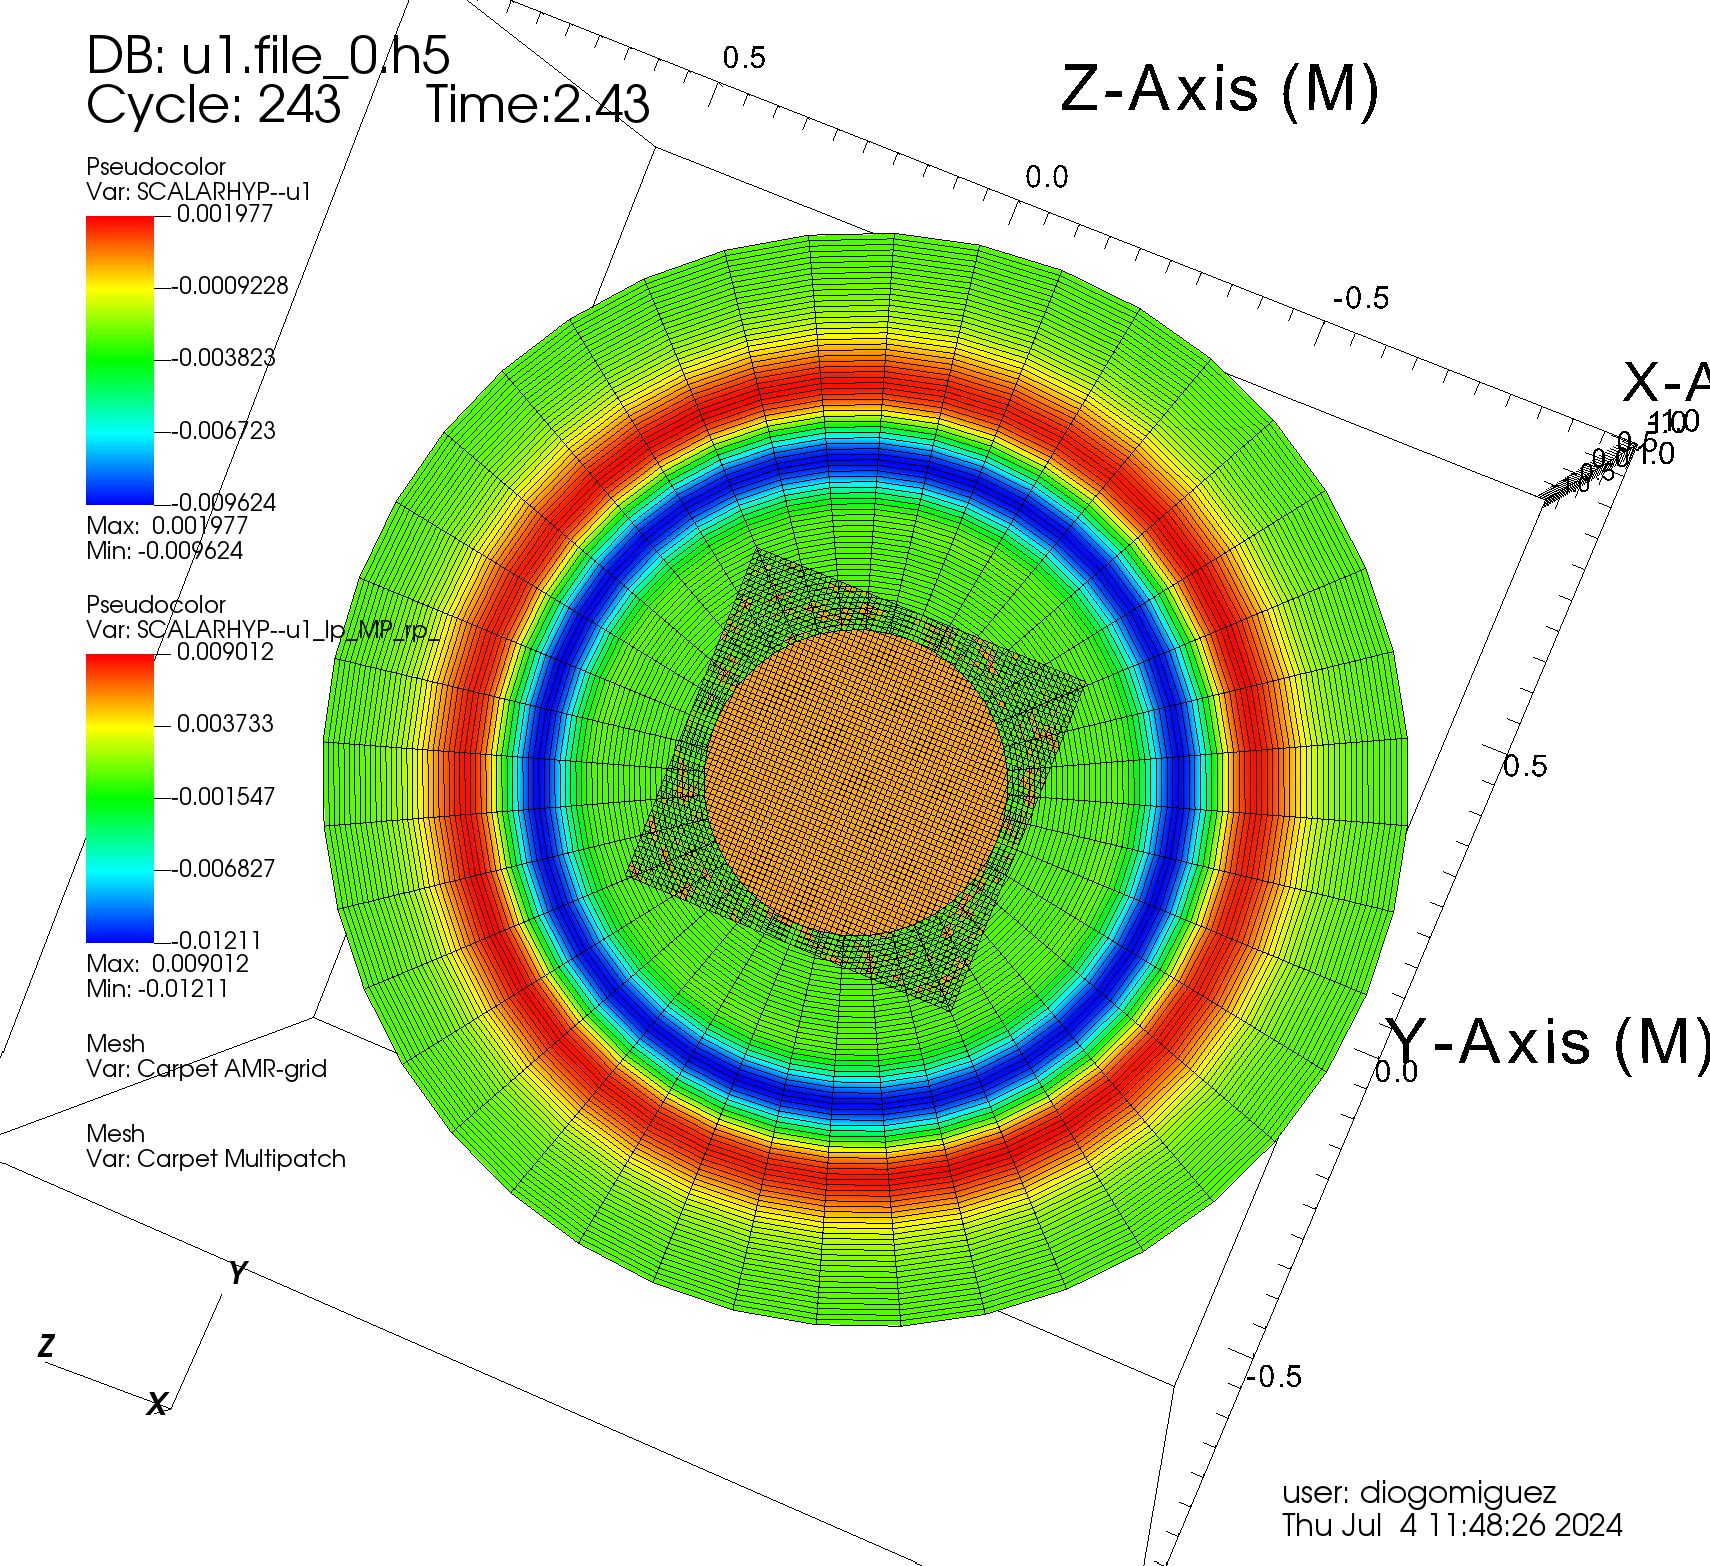 DB: u1.file_0.h5
Cycle: 243 Time:2.43
Pseudocolor
Var: SCALARHYP--u1
0.001977
-0.0009228
-0.003823
-0.006723
-0.009624
Max: 0.001977
Min: -0.009624
Pseudocolor
Var: SCALARHYP--u1_lp_MP_rp_
0.009012
0.003733
-0.001547
-0.006827
-0.01211
Max: 0.009012
Min: -0.01211
Mesh
Var: Carpet AMR-grid
Mesh
Var: Carpet Multipatch
Z-Axis (M)
0.5
0.0
-0.5
X-A
Y-Axis (M)
0.5
0.0
-0.5
Y
Z
X
user: diogomiguez
Thu Jul 4 11:48:26 2024